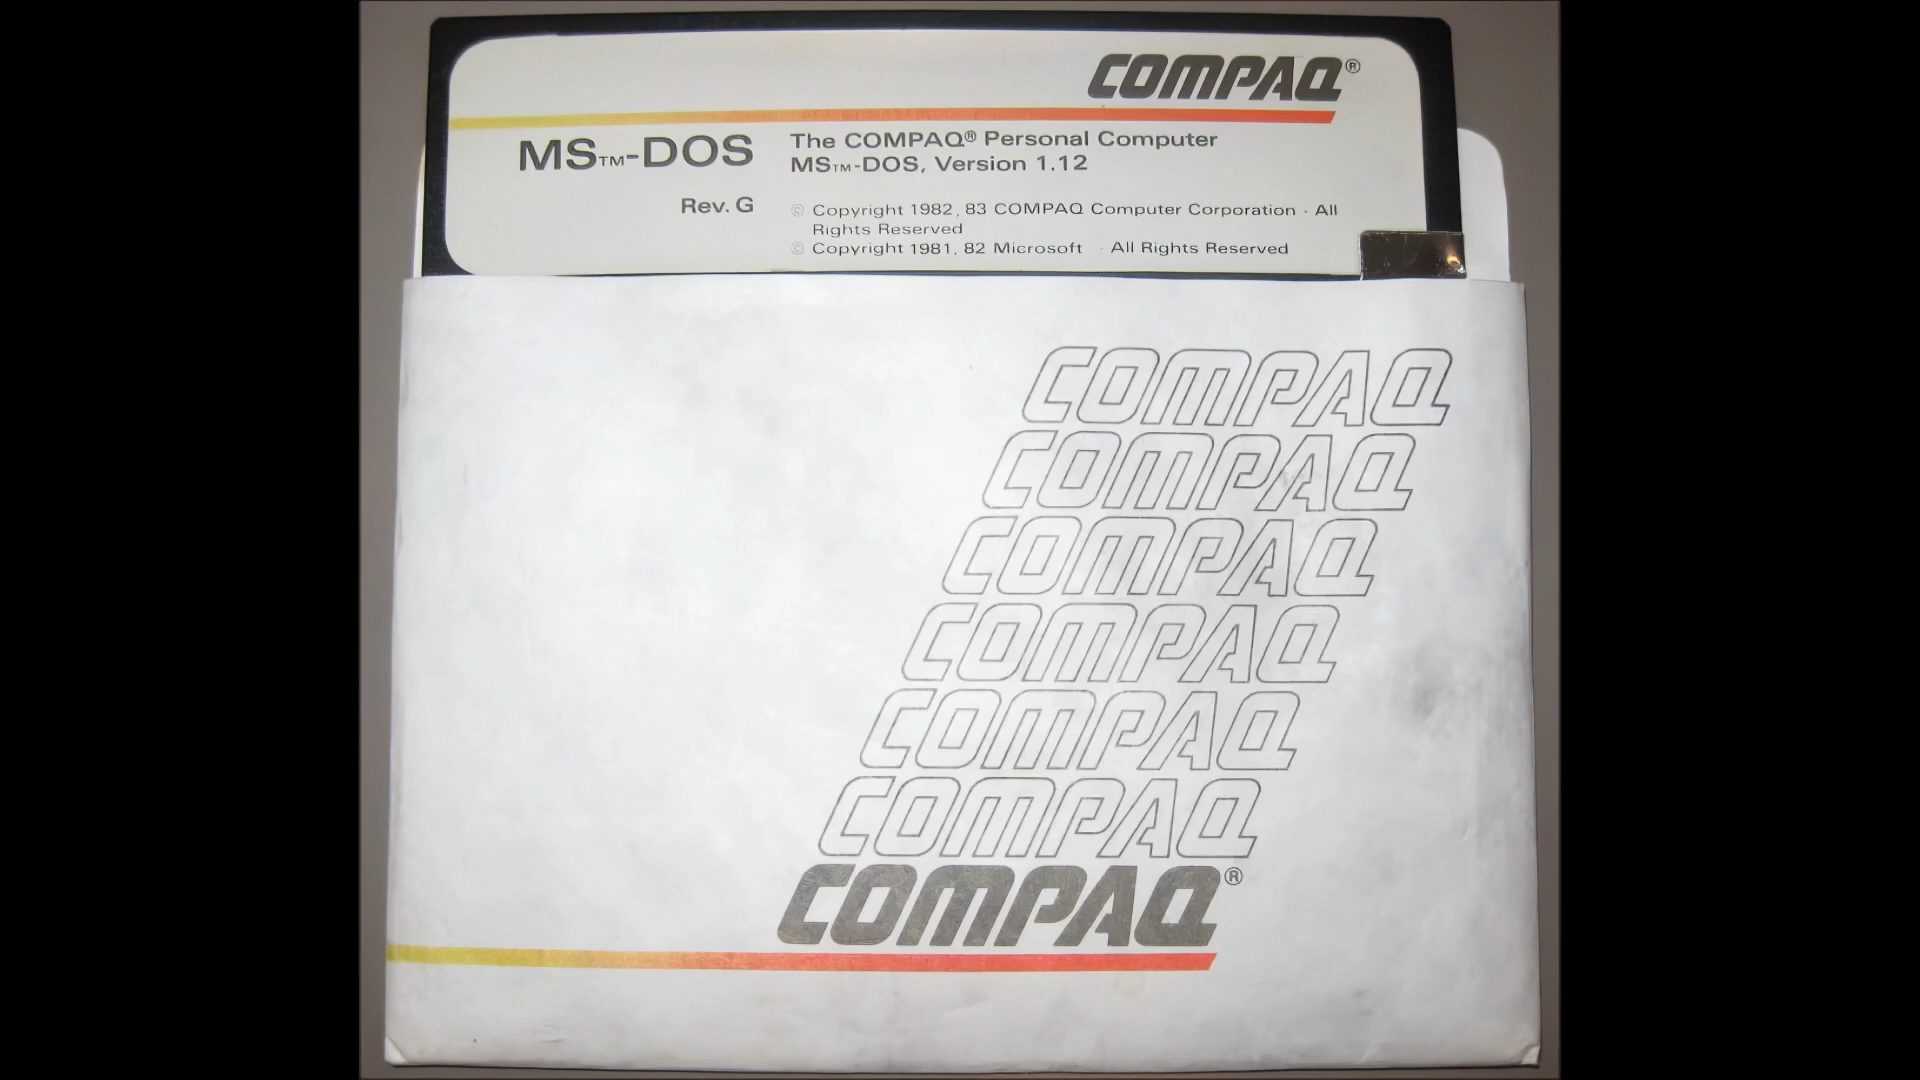 COMPAQ®
MS™-DOS
The COMPAQ® Personal Computer
MS™-DOS, Version 1.12
Rev. G
© Copyright 1982, 83 COMPAQ Computer Corporation - All
Rights Reserved
© Copyright 1981, 82 Microsoft - All Rights Reserved
COMPAQ
COMPAQ
COMPAQ
COMPAQ
COMPAQ
COMPAQ
COMPAQ®